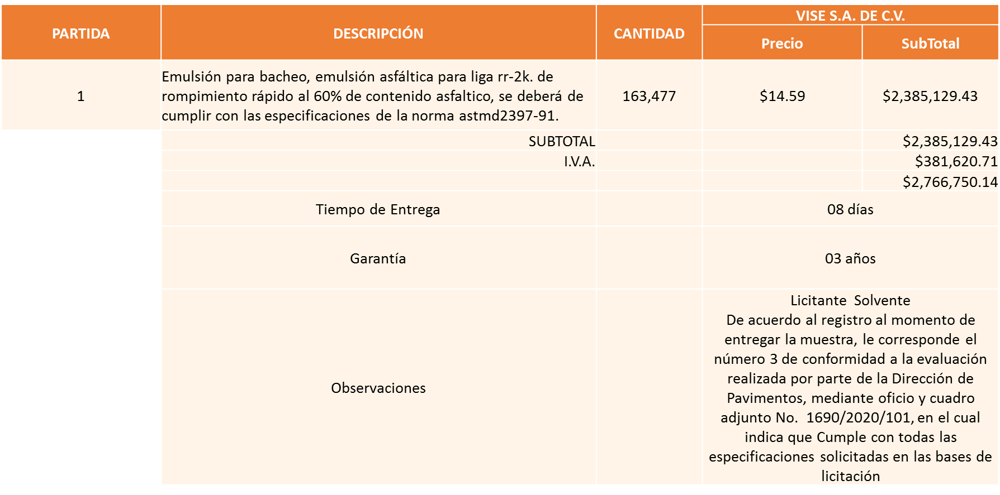 PARTIDA
DESCRIPCIÓN
CANTIDAD
VISE S.A. DE C.V.
Precio
SubTotal
1
Emulsión para bacheo, emulsión asfáltica para liga rr-2k. de
rompimiento rápido al 60% de contenido asfaltico, se deberá de
cumplir con las especificaciones de la norma astmd2397-91.
163,477
$14.59
$2,385,129.43
SUBTOTAL
$2,385,129.43
I.V.A.
$381,620.71
$2,766,750.14
Tiempo de Entrega
08 días
Garantía
03 años
Observaciones
Licitante Solvente
De acuerdo al registro al momento de
entregar la muestra, le corresponde el
número 3 de conformidad a la evaluación
realizada por parte de la Dirección de
Pavimentos, mediante oficio y cuadro
adjunto No. 1690/2020/101, en el cual
indica que Cumple con todas las
especificaciones solicitadas en las bases de
licitación